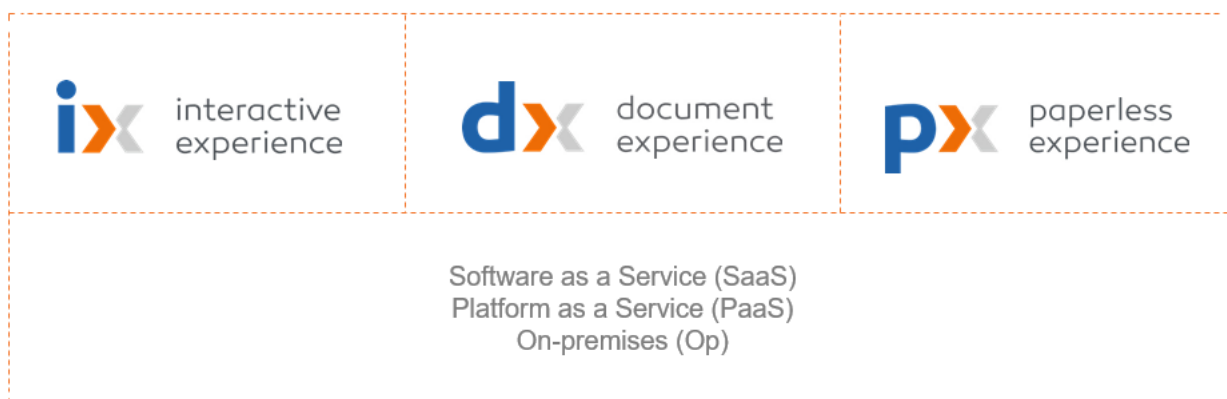 ix interactive
experience
dx document
experience
px paperless
experience
Software as a Service (SaaS)
Platform as a Service (PaaS)
On-premises (Op)